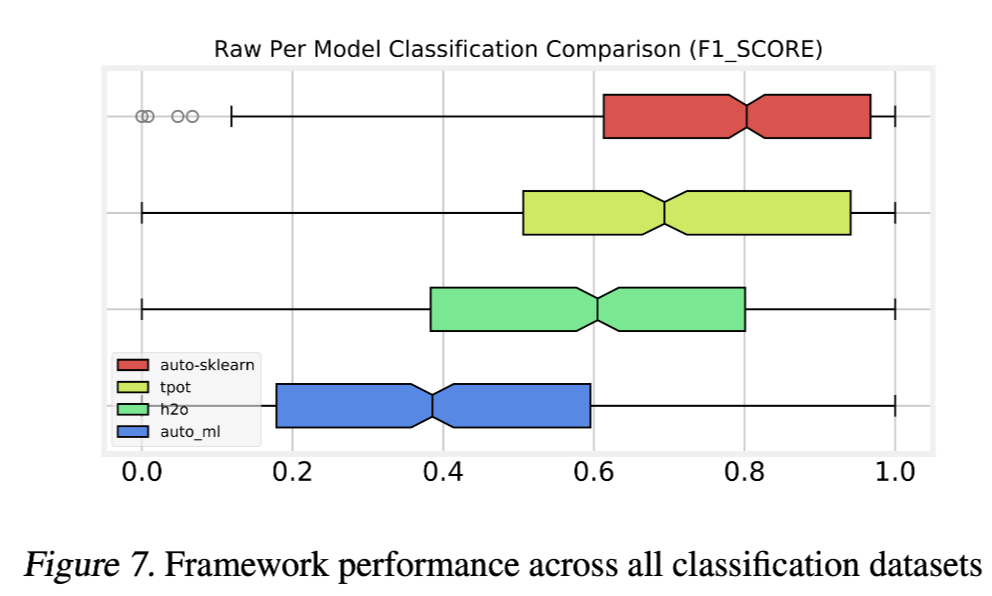 Raw Per Model Classification Comparison (F1_SCORE)
auto-sklearn
tpot
h2o
auto_ml
0.0 0.2 0.4 0.6 0.8 1.0
Figure 7. Framework performance across all classification datasets